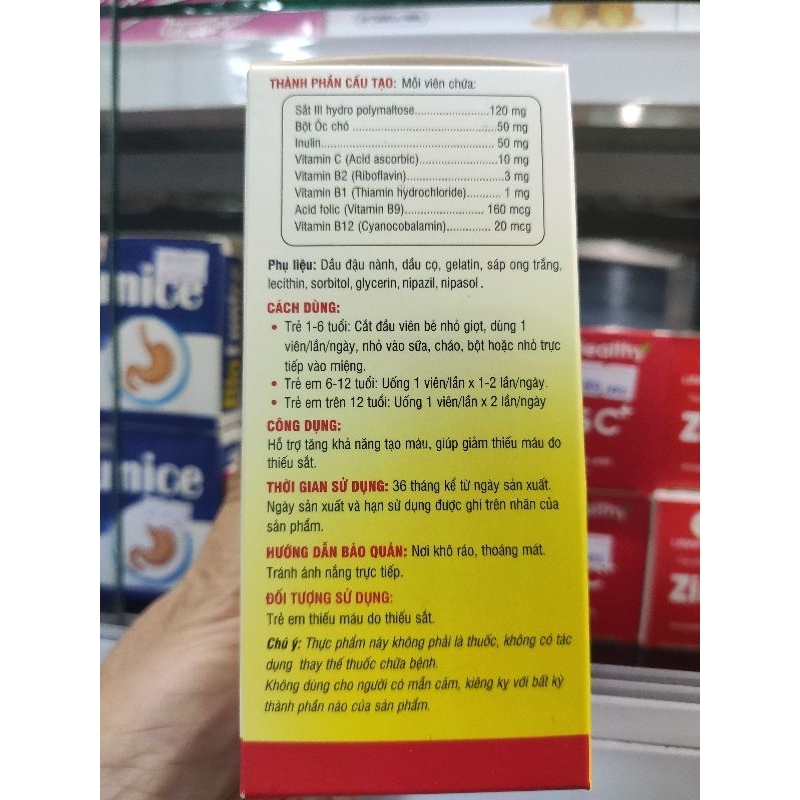 THÀNH PHẦN CẤU TẠO: Mỗi viên chứa:
Sắt III hydro polymaltose.......................120 mg
Bột Óc chó ........................................50 mg
Inulin..................................................... 50 mg
Vitamin C (Acid ascorbic)........................10 mg
Vitamin B2 (Riboflavin)..............................3 mg
Vitamin B1 (Thiamin hydrochloride)........... 1 mg
Acid folic (Vitamin B9)........................ 160 mcg
Vitamin B12 (Cyanocobalamin).............. 20 mcg
Phụ liệu: Dầu đậu nành, dầu cọ, gelatin, sáp ong trắng,
lecithin, sorbitol, glycerin, nipazil, nipasol .
CÁCH DÙNG:
• Trẻ 1-6 tuổi: Cắt đầu viên bé nhỏ giọt, dùng 1
viên/lần/ngày, nhỏ vào sữa, cháo, bột hoặc nhỏ trực
tiếp vào miệng.
• Trẻ em 6-12 tuổi: Uống 1 viên/lần x 1-2 lần/ngày.
• Trẻ em trên 12 tuổi: Uống 1 viên/lần x 2 lần/ngày
CÔNG DỤNG:
Hỗ trợ tăng khả năng tạo máu, giúp giảm thiếu máu do
thiếu sắt.
THỜI GIAN SỬ DỤNG: 36 tháng kể từ ngày sản xuất.
Ngày sản xuất và hạn sử dụng được ghi trên nhãn của
sản phẩm.
HƯỚNG DẪN BẢO QUẢN: Nơi khô ráo, thoáng mát.
Tránh ánh nắng trực tiếp.
ĐỐI TƯỢNG SỬ DỤNG:
Trẻ em thiếu máu do thiếu sắt.
Chú ý: Thực phẩm này không phải là thuốc, không có tác
dụng thay thế thuốc chữa bệnh.
Không dùng cho người có mẫn cảm, kiêng kỵ với bất kỳ
thành phần nào của sản phẩm.